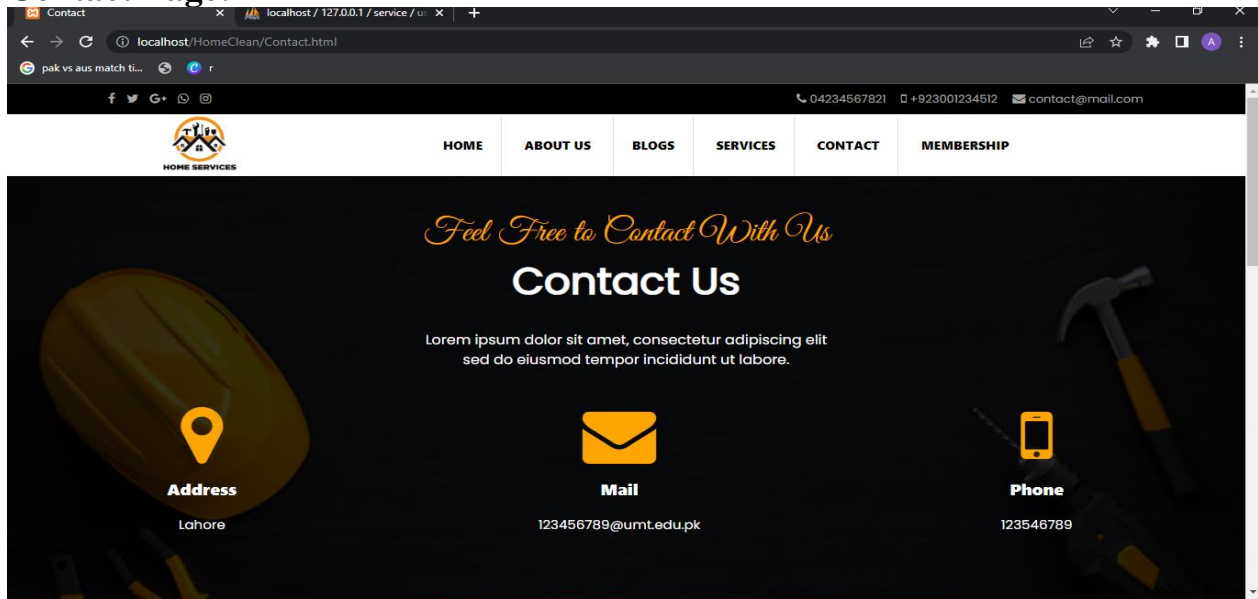 Contact
localhost / 127.0.0.1 / service / u
localhost/HomeClean/Contact.html
pak vs aus match ti...
r
A
04234567821 +923001234512 contact@mail.com
HOME SERVICES
HOME ABOUT US BLOGS SERVICES CONTACT MEMBERSHIP
Feel Free to Contact With Us
Contact Us
Lorem ipsum dolor sit amet, consectetur adipiscing elit
sed do eiusmod tempor incididunt ut labore.
Address Mail Phone
Lahore 123456789@umt.edu.pk 123546789